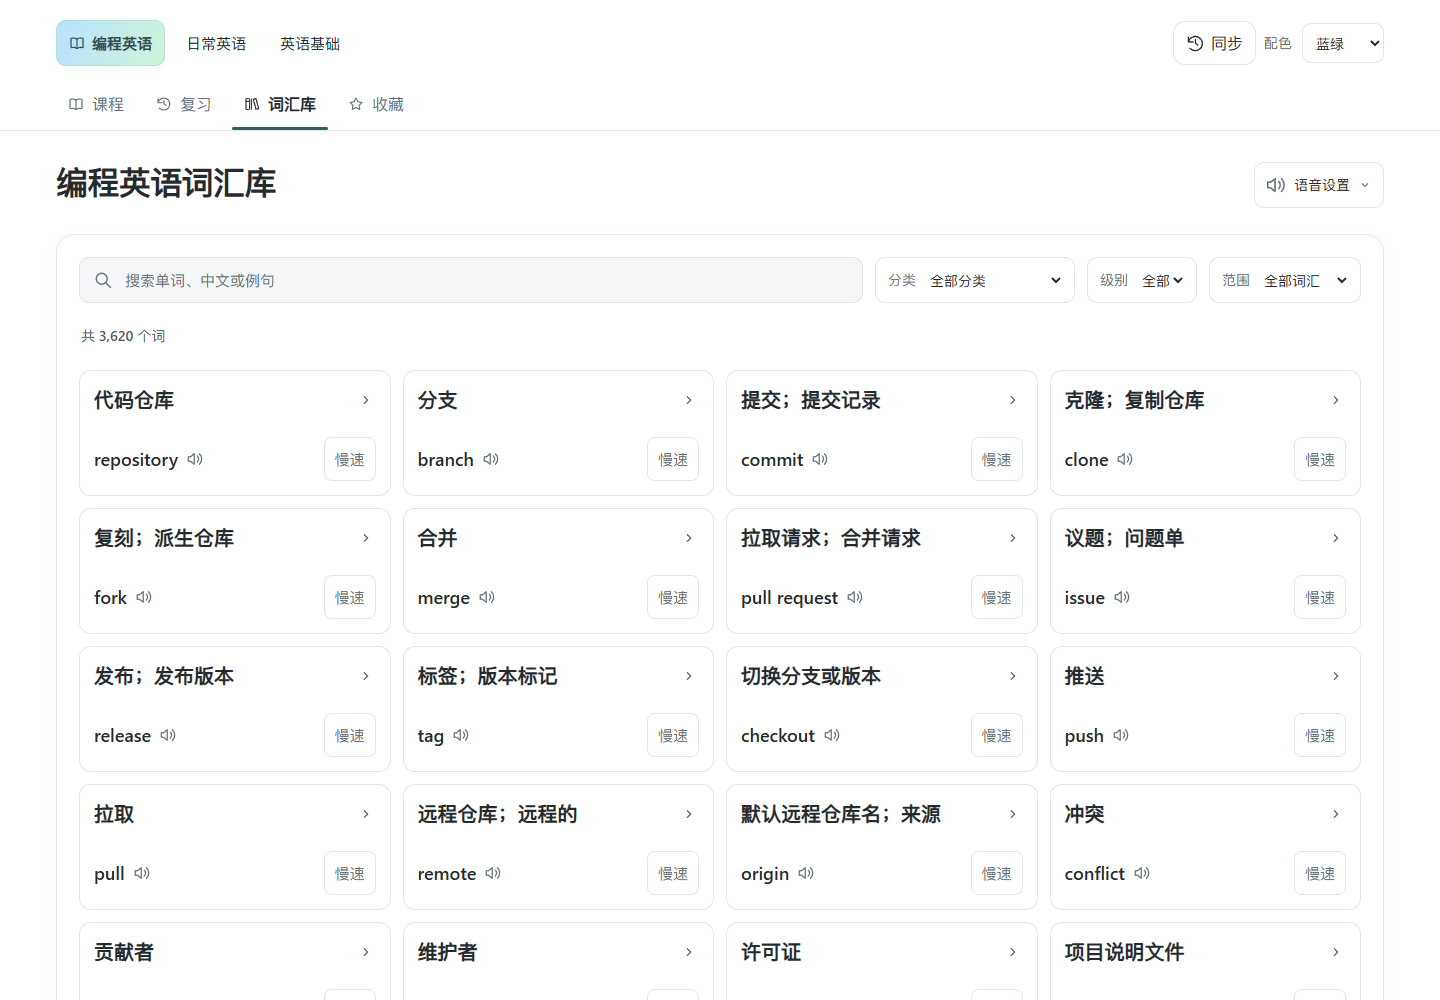 编程英语 日常英语 英语基础 同步 配色 蓝绿
课程 复习 词汇库 收藏
编程英语词汇库 语音设置
搜索单词、中文或例句 分类 全部分类 级别 全部 范围 全部词汇
共 3,620 个词
代码仓库 分支 提交；提交记录 克隆；复制仓库
repository 慢速 branch 慢速 commit 慢速 clone 慢速
复刻；派生仓库 合并 拉取请求；合并请求 议题；问题单
fork 慢速 merge 慢速 pull request 慢速 issue 慢速
发布；发布版本 标签；版本标记 切换分支或版本 推送
release 慢速 tag 慢速 checkout 慢速 push 慢速
拉取 远程仓库；远程的 默认远程仓库名；来源 冲突
pull 慢速 remote 慢速 origin 慢速 conflict 慢速
贡献者 维护者 许可证 项目说明文件